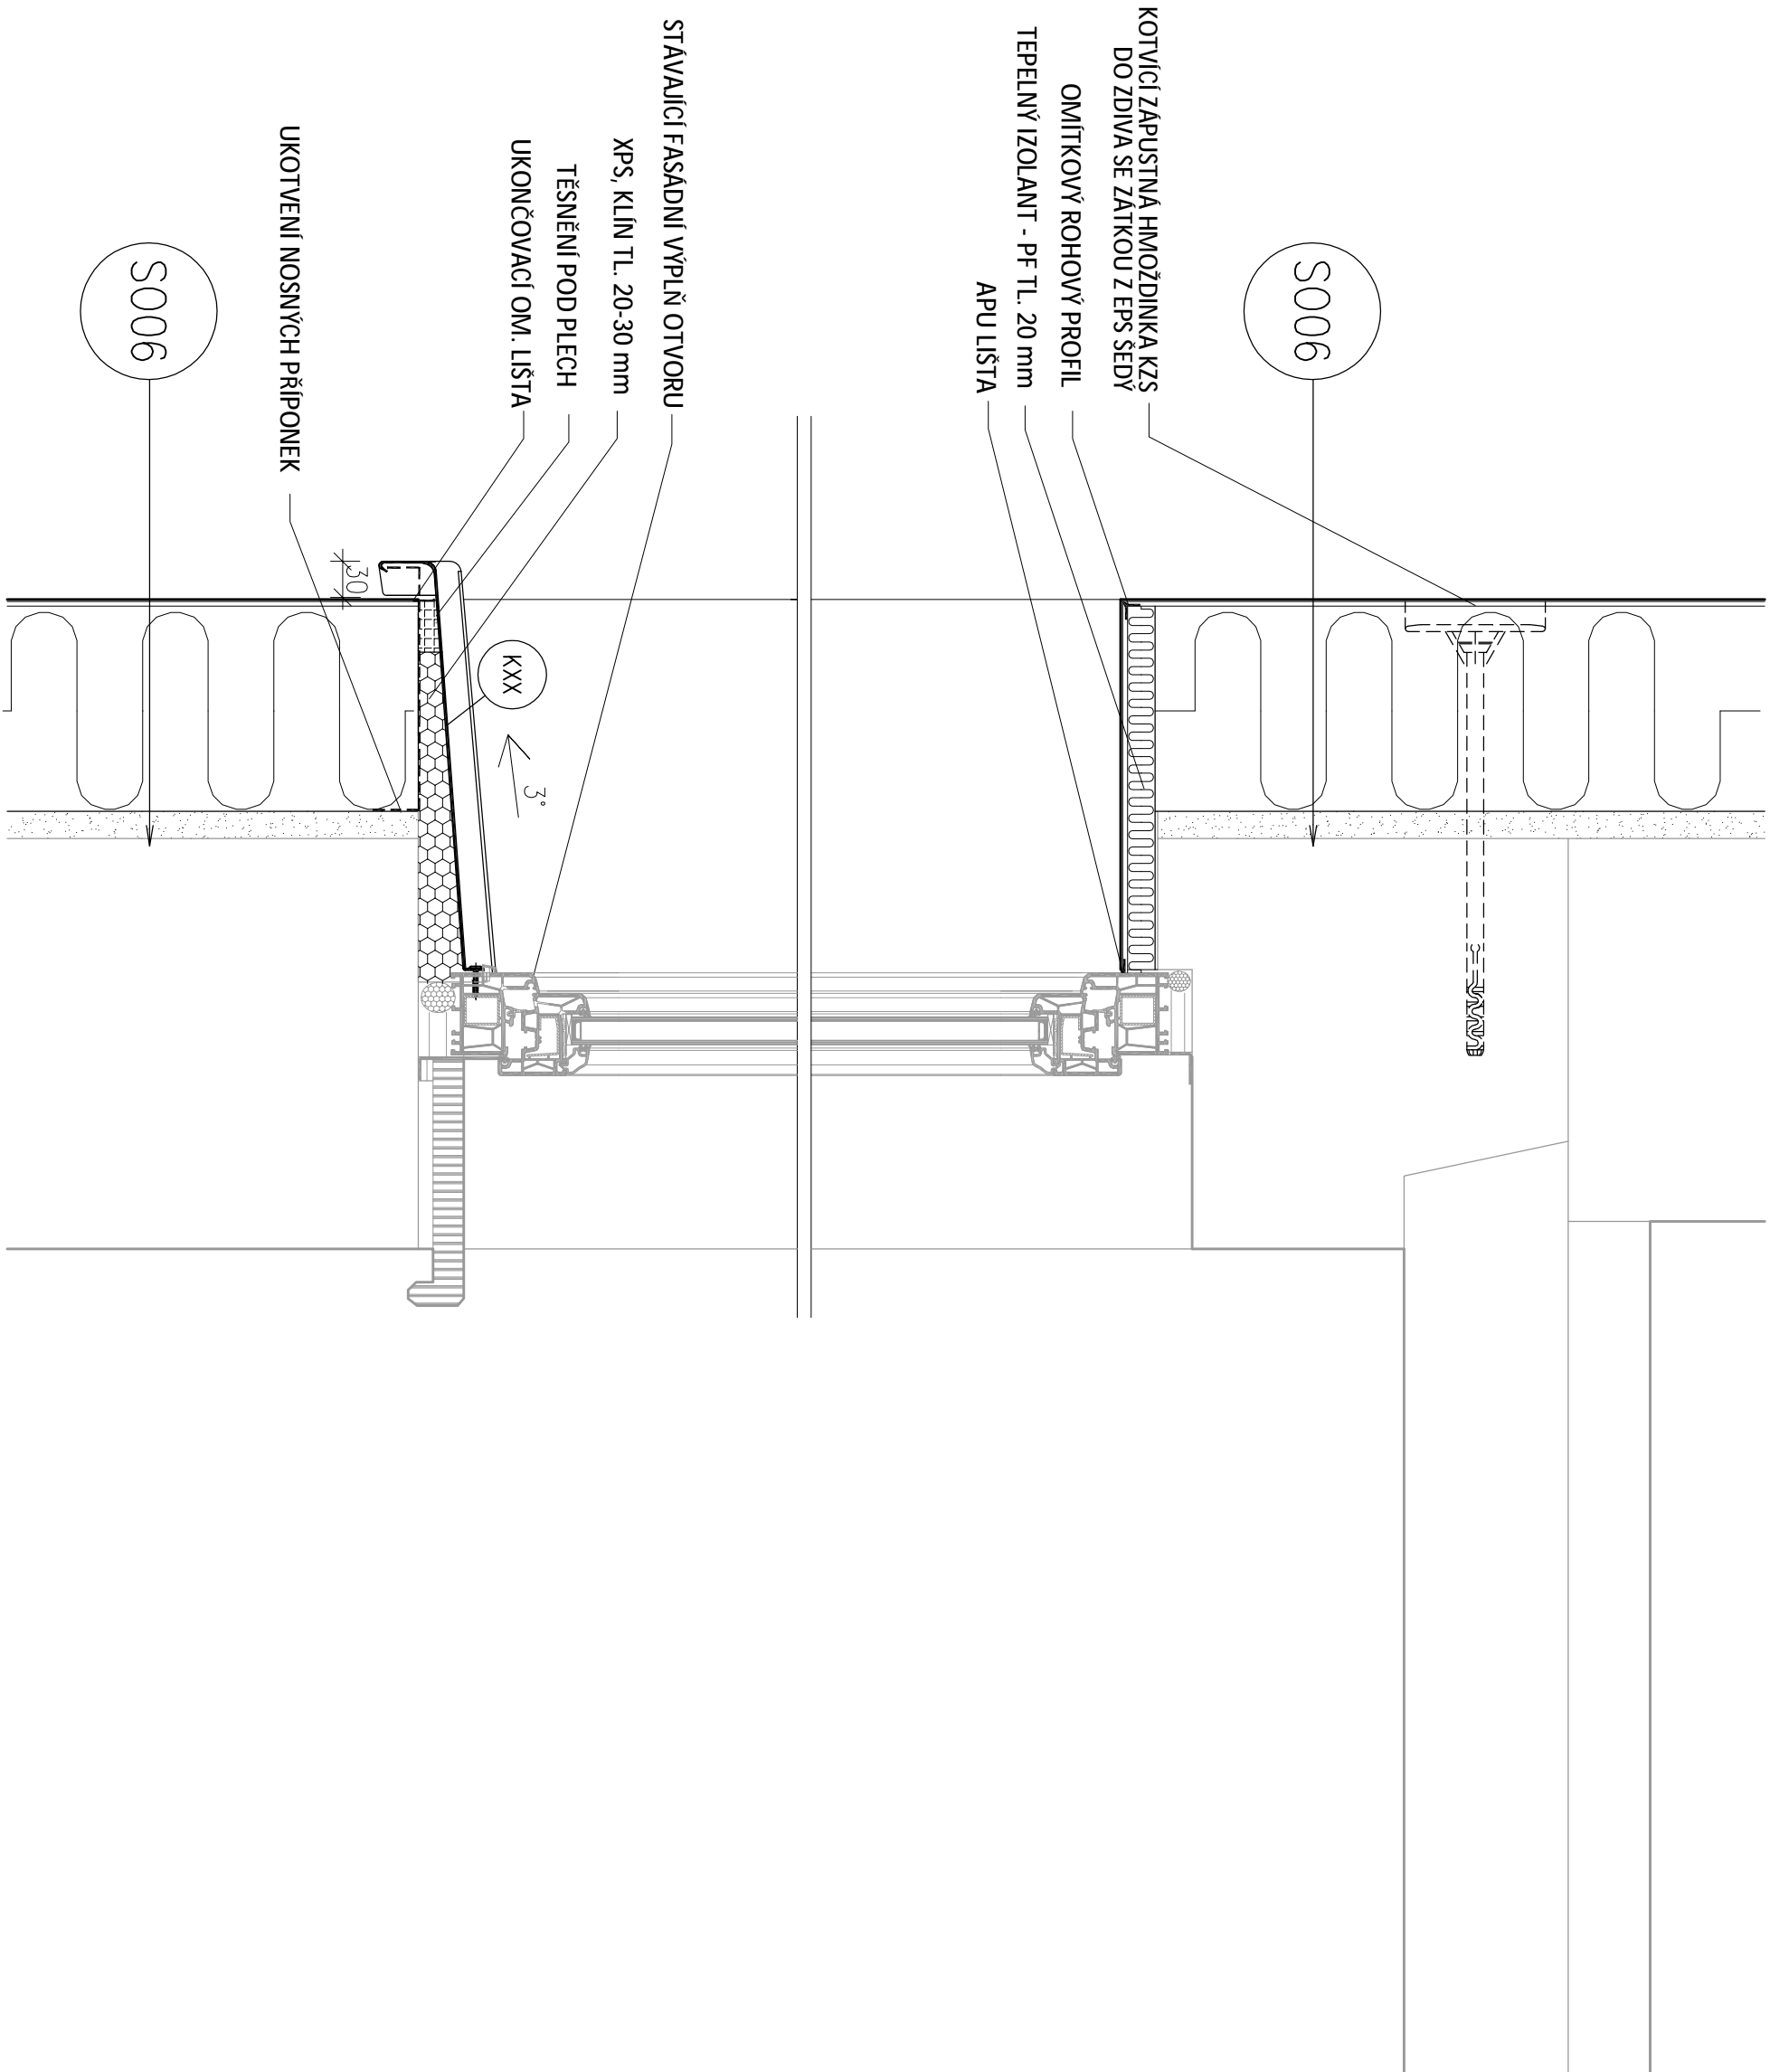 KOTVÍCÍ ZÁPUSTNÁ HMOŽDINKA KZS
DO ZDIVA SE ZÁTKOU Z EPS ŠEDÝ
OMÍTKOVÝ ROHOVÝ PROFIL
TEPELNÝ IZOLANT - PF TL. 20 mm
APU LIŠTA
S006
STÁVAJÍCÍ FASÁDNÍ VÝPLŇ OTVORU
XPS, KLÍN TL. 20-30 mm
TĚSNĚNÍ POD PLECH
UKONČOVACÍ OM. LIŠTA
KXX
3°
30
UKOTVENÍ NOSNÝCH PŘÍPONEK
S006